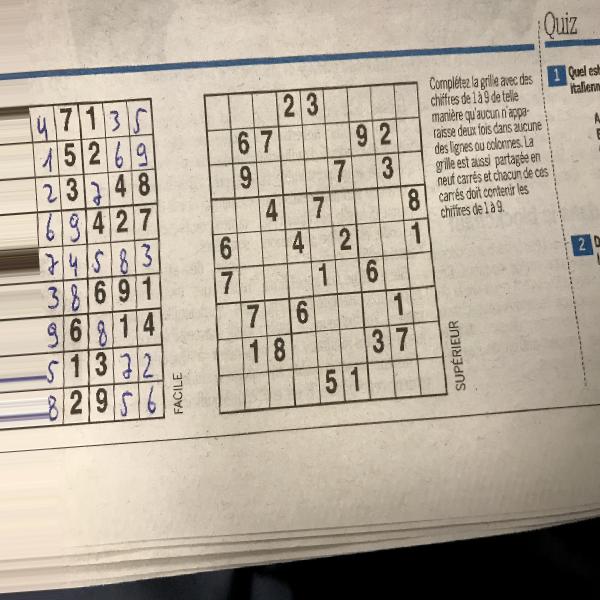 Quiz
4 7 1 3 5
1 5 2 6 9
2 3 7 4 8
6 9 4 2 7
7 4 5 8 3
3 8 6 9 1
9 6 8 1 4
5 1 3 7 2
8 2 9 5 6
FACILE
2 3
6 7 9 2
9 7 3
4 7 8
6 4 2 1
7 1 6
7 6 1
1 8 3 7
5 1
SUPÉRIEUR
Complétez la grille avec des
chiffres de 1 à 9 de telle
manière qu'aucun n'appa-
raisse deux fois dans aucune
des lignes ou colonnes. La
grille est aussi partagée en
neuf carrés et chacun de ces
carrés doit contenir les
chiffres de 1 à 9.
1 Quel est
italienn
A
2 D